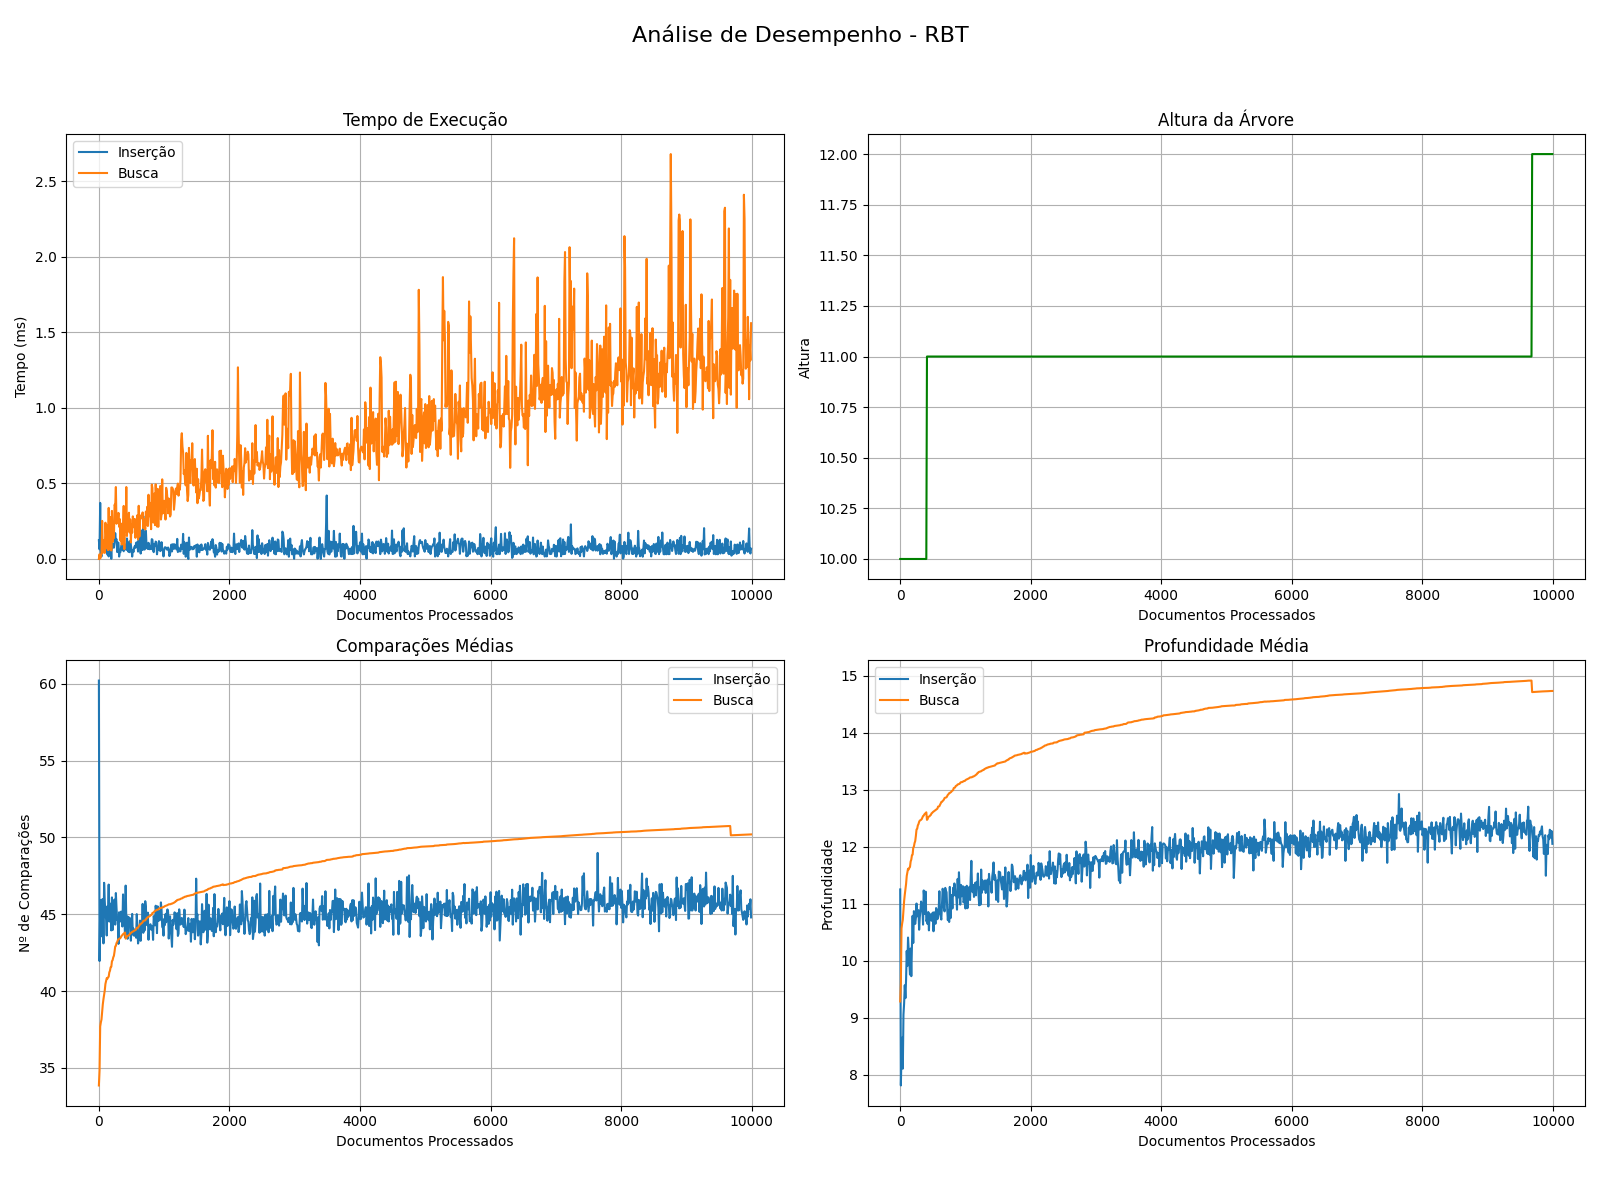 Análise de Desempenho - RBT
Tempo de Execução
Inserção
Busca
Tempo (ms)
2.5
2.0
1.5
1.0
0.5
0.0
0 2000 4000 6000 8000 10000
Documentos Processados
Altura da Árvore
Altura
12.00
11.75
11.50
11.25
11.00
10.75
10.50
10.25
10.00
0 2000 4000 6000 8000 10000
Documentos Processados
Comparações Médias
Inserção
Busca
Nº de Comparações
60
55
50
45
40
35
0 2000 4000 6000 8000 10000
Documentos Processados
Profundidade Média
Inserção
Busca
Profundidade
15
14
13
12
11
10
9
8
0 2000 4000 6000 8000 10000
Documentos Processados